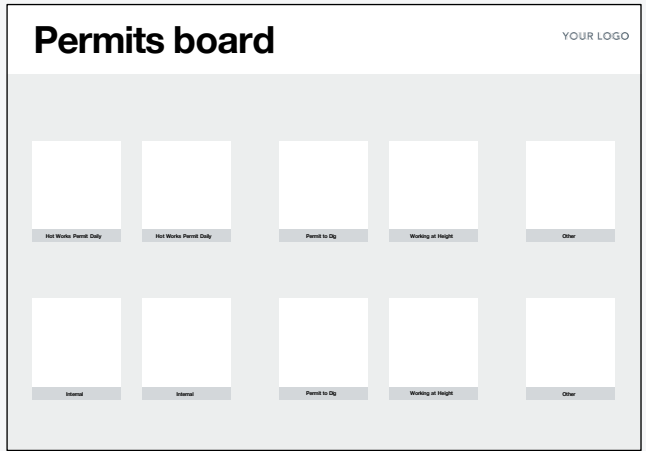 Permits board
YOUR LOGO
Hot Works Permit Daily
Hot Works Permit Daily
Permit to Dig
Working at Height
Other
Internal
Internal
Permit to Dig
Working at Height
Other